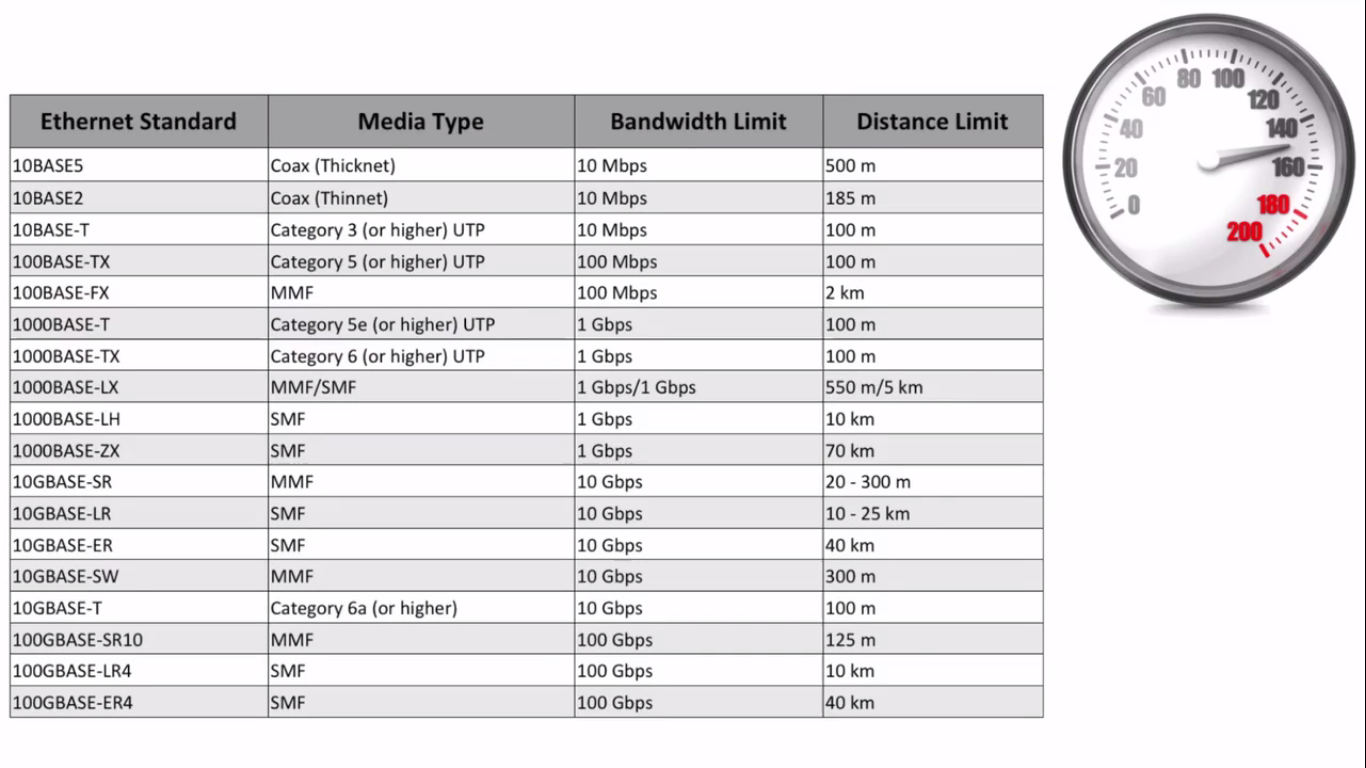 Ethernet Standard Media Type Bandwidth Limit Distance Limit
10BASE5 Coax (Thicknet) 10 Mbps 500 m
10BASE2 Coax (Thinnet) 10 Mbps 185 m
10BASE-T Category 3 (or higher) UTP 10 Mbps 100 m
100BASE-TX Category 5 (or higher) UTP 100 Mbps 100 m
100BASE-FX MMF 100 Mbps 2 km
1000BASE-T Category 5e (or higher) UTP 1 Gbps 100 m
1000BASE-TX Category 6 (or higher) UTP 1 Gbps 100 m
1000BASE-LX MMF/SMF 1 Gbps/1 Gbps 550 m/5 km
1000BASE-LH SMF 1 Gbps 10 km
1000BASE-ZX SMF 1 Gbps 70 km
10GBASE-SR MMF 10 Gbps 20 - 300 m
10GBASE-LR SMF 10 Gbps 10 - 25 km
10GBASE-ER SMF 10 Gbps 40 km
10GBASE-SW MMF 10 Gbps 300 m
10GBASE-T Category 6a (or higher) 10 Gbps 100 m
100GBASE-SR10 MMF 100 Gbps 125 m
100GBASE-LR4 SMF 100 Gbps 10 km
100GBASE-ER4 SMF 100 Gbps 40 km
0
20
40
60
80
100
120
140
160
180
200